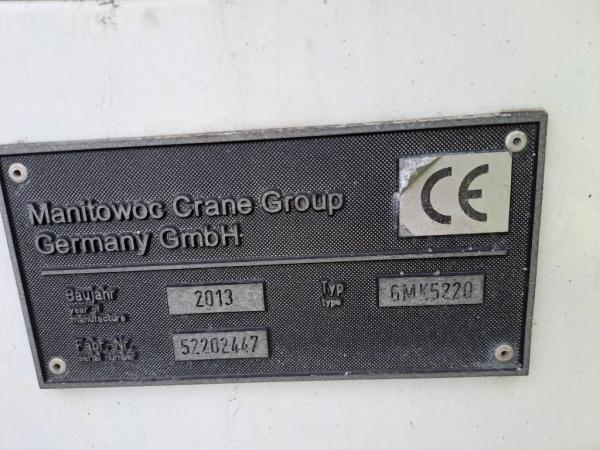 Manitowoc Crane Group
Germany GmbH
CE
Baujahr
year of
manufacture
2013
Typ
type
GMK5220
Fabr.-Nr.
serial number
52202447